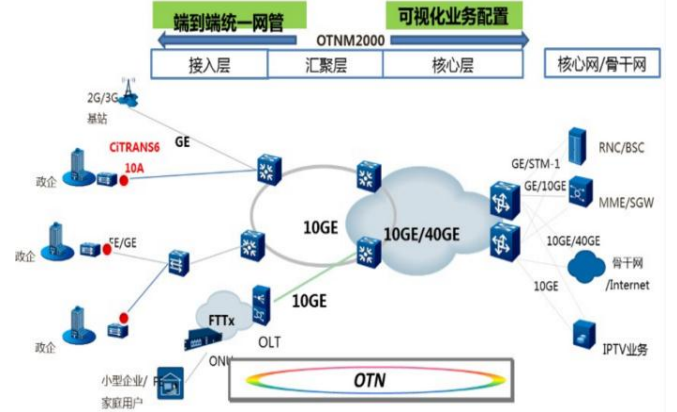 端到端统一网管
可视化业务配置
OTNM2000
接入层
汇聚层
核心层
核心网/骨干网
2G/3G
基站
GE
CiTRANS6
10A
政企
RNC/BSC
GE/STM-1
GE/10GE
MME/SGW
10GE
10GE/40GE
FE/GE
政企
10GE/40GE
骨干网
/Internet
10GE
10GE
FTTx
OLT
ONU
政企
IPTV业务
小型企业/
家庭用户
OTN